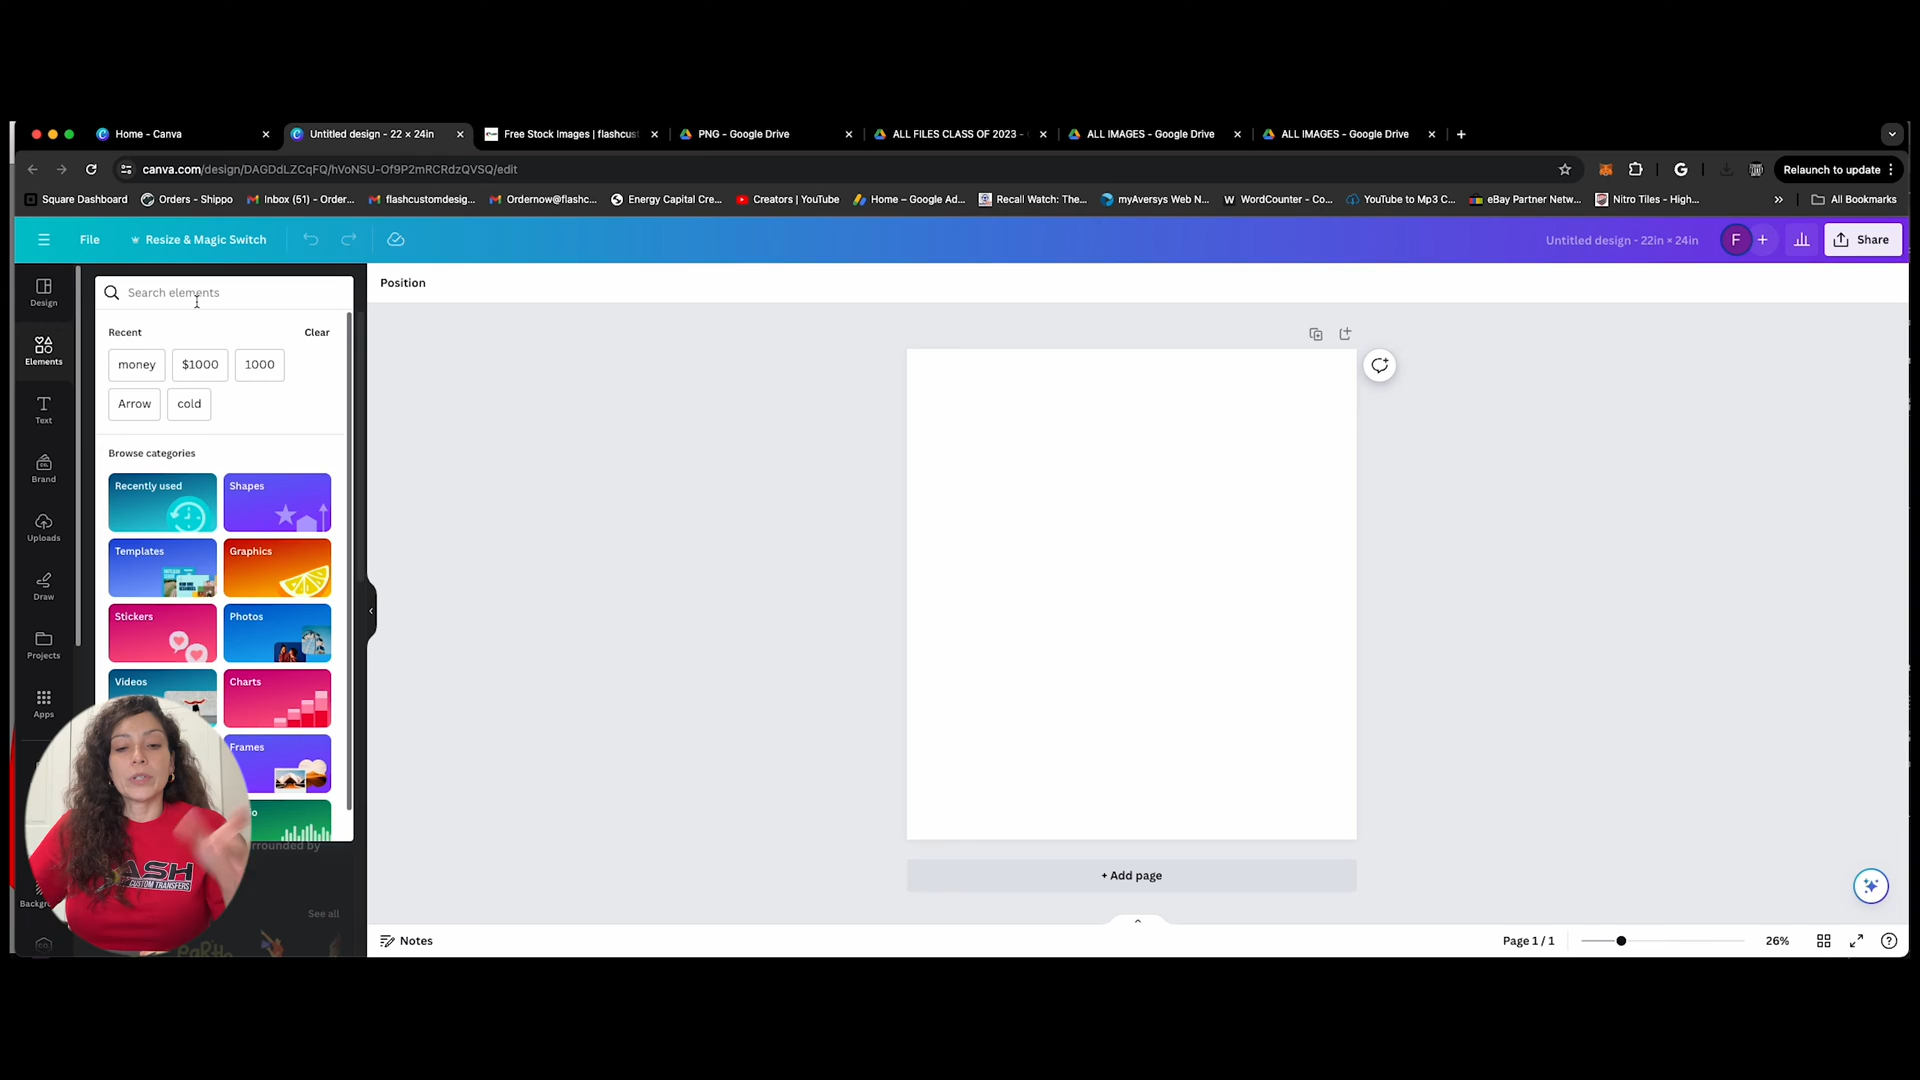 Home - Canva
Untitled design - 22 × 24in
Free Stock Images | flashcust
PNG - Google Drive
ALL FILES CLASS OF 2023 -
ALL IMAGES - Google Drive
ALL IMAGES - Google Drive
canva.com/design/DAGDdLZCqFQ/hVoNSU-Of9P2mRCRdzQVSQ/edit
Relaunch to update
Square Dashboard
Orders - Shippo
Inbox (51) - Order...
flashcustomdesig...
Ordernow@flashc...
Energy Capital Cre...
Creators | YouTube
Home – Google Ad...
Recall Watch: The...
myAversys Web N...
WordCounter - Co...
YouTube to Mp3 C...
eBay Partner Netw...
Nitro Tiles - High...
All Bookmarks
File
Resize & Magic Switch
Untitled design - 22in × 24in
F
Share
Design
Elements
Text
Brand
Uploads
Draw
Projects
Apps
Search elements
Recent
Clear
money
$1000
1000
Arrow
cold
Browse categories
Recently used
Shapes
Templates
Graphics
Stickers
Photos
Videos
Charts
Frames
See all
Position
+ Add page
Notes
Page 1 / 1
26%
CUSTOM TRANSFERS